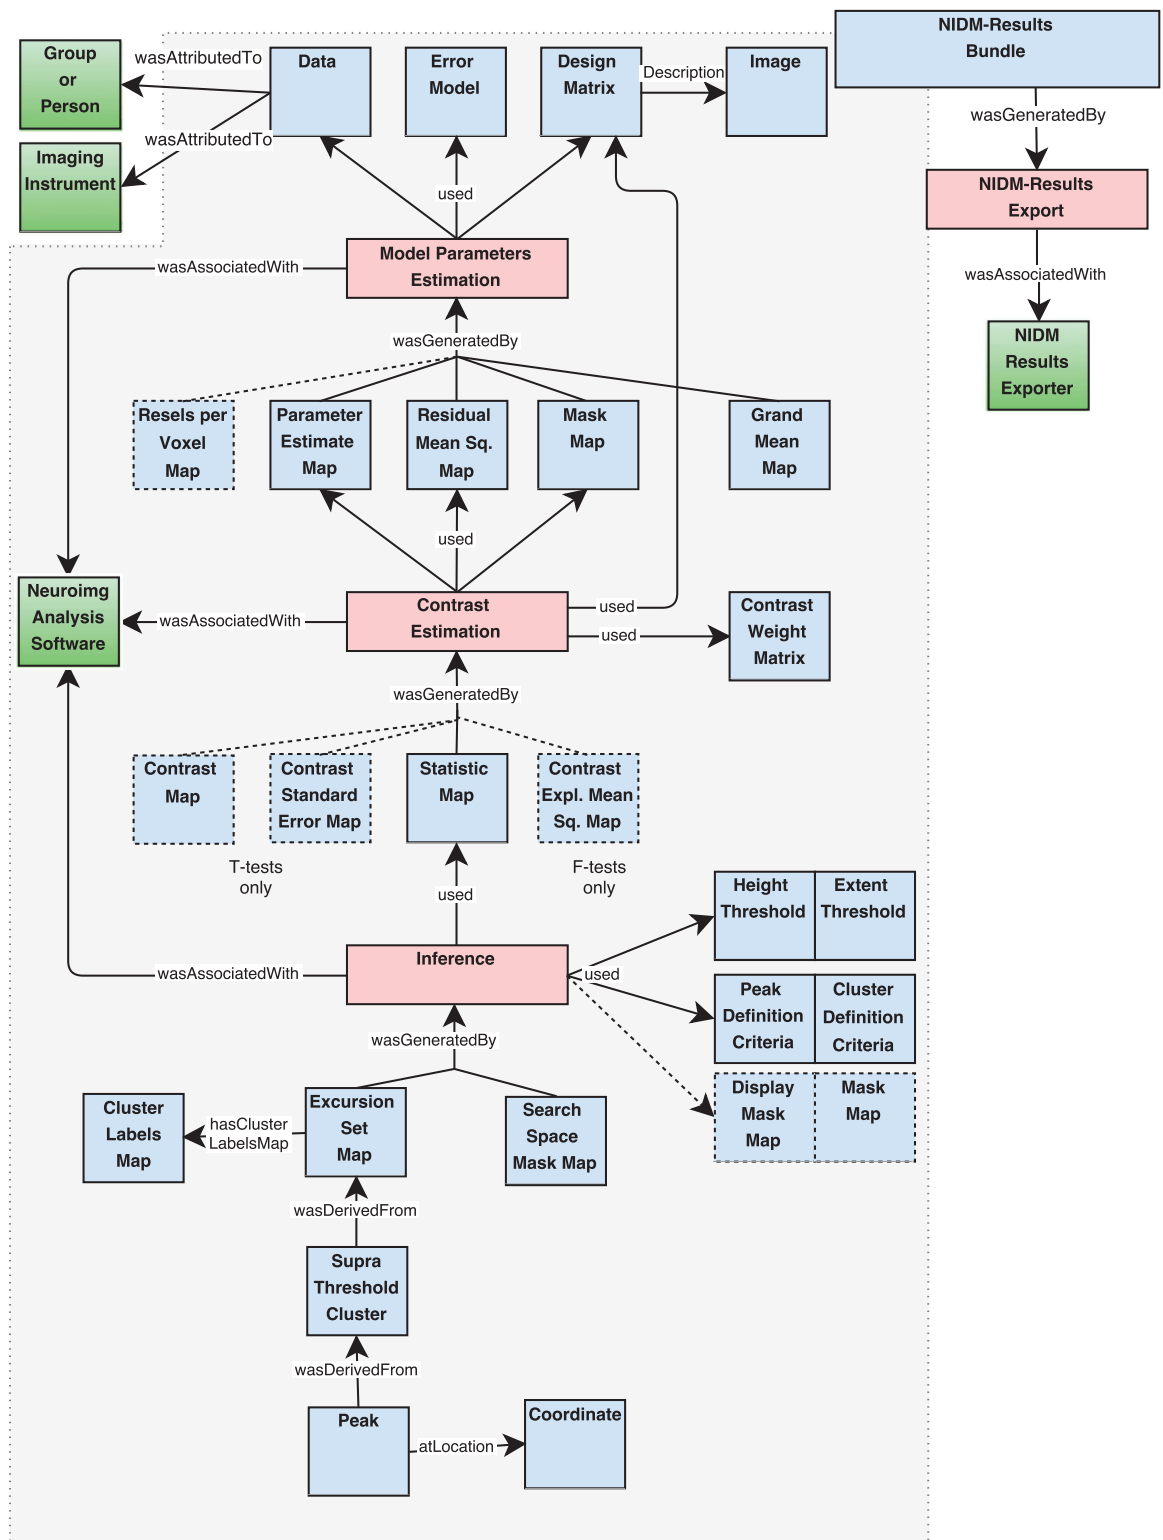 NIDM-Results
Bundle
Group
or
Person
wasAttributedTo
Data
Error
Model
Design
Matrix
Description
Image
wasGeneratedBy
wasAttributedTo
Imaging
Instrument
used
NIDM-Results
Export
Model Parameters
Estimation
wasAssociatedWith
wasAssociatedWith
NIDM
Results
Exporter
wasGeneratedBy
Resels per
Voxel
Map
Parameter
Estimate
Map
Residual
Mean Sq.
Map
Mask
Map
Grand
Mean
Map
used
Neuroimg
Analysis
Software
wasAssociatedWith
Contrast
Estimation
used
used
Contrast
Weight
Matrix
wasGeneratedBy
Contrast
Map
Contrast
Standard
Error Map
Statistic
Map
Contrast
Expl. Mean
Sq. Map
T-tests
only
F-tests
only
used
Height
Threshold
Extent
Threshold
wasAssociatedWith
Inference
used
Peak
Definition
Criteria
Cluster
Definition
Criteria
wasGeneratedBy
Display
Mask
Map
Mask
Map
Cluster
Labels
Map
hasCluster
LabelsMap
Excursion
Set
Map
Search
Space
Mask Map
wasDerivedFrom
Supra
Threshold
Cluster
wasDerivedFrom
Peak
atLocation
Coordinate